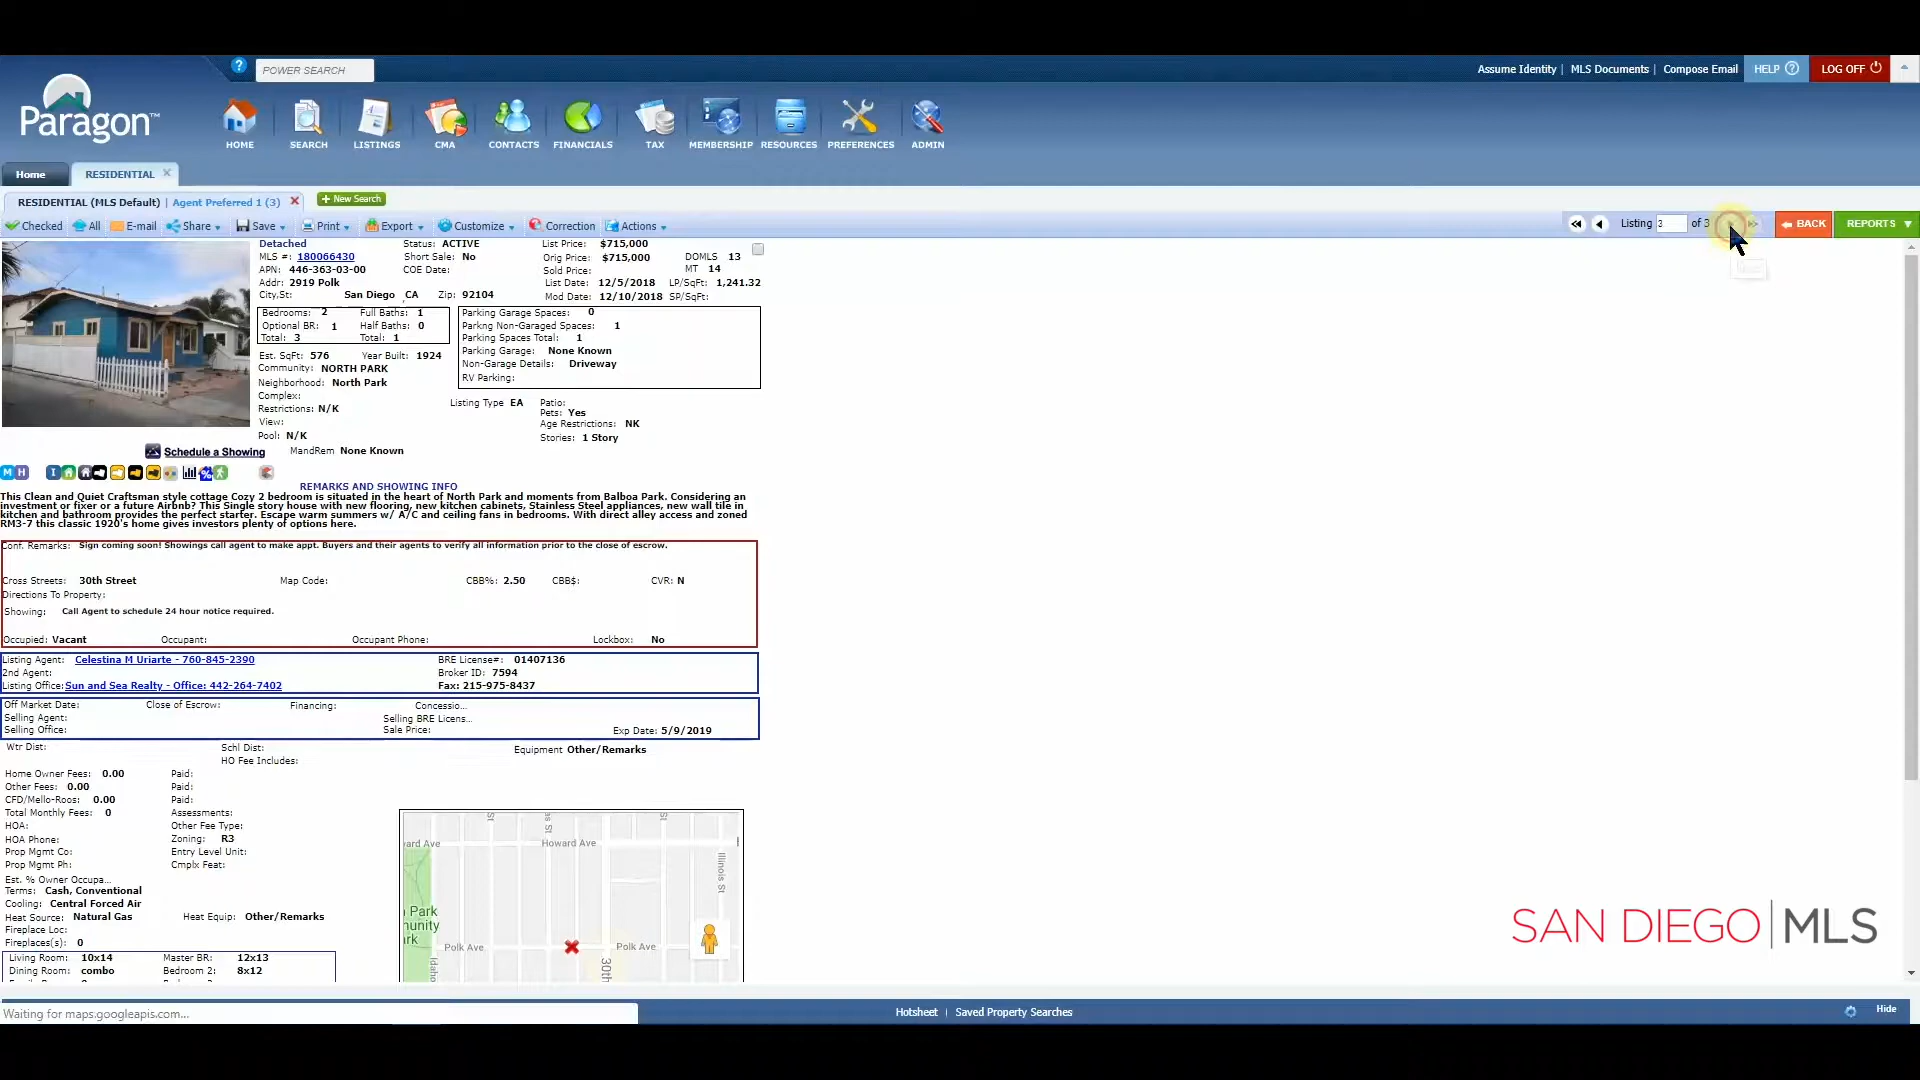 POWER SEARCH
Assume Identity | MLS Documents | Compose Email
HELP
LOG OFF
Paragon™
HOME
SEARCH
LISTINGS
CMA
CONTACTS
FINANCIALS
TAX
MEMBERSHIP
RESOURCES
PREFERENCES
ADMIN
Home
RESIDENTIAL
RESIDENTIAL (MLS Default) | Agent Preferred 1 (3)
New Search
Checked All E-mail Share Save Print Export Customize Correction Actions
Listing 3 of 3
BACK
REPORTS
Detached Status: ACTIVE List Price: $715,000
MLS #: 180066430 Short Sale: No Orig Price: $715,000 DOMLS 13
APN: 446-363-03-00 COE Date: Sold Price: MT 14
Addr: 2919 Polk List Date: 12/5/2018 LP/SqFt: 1,241.32
City,St: San Diego , CA Zip: 92104 Mod Date: 12/10/2018 SP/SqFt:
Bedrooms: 2 Full Baths: 1
Optional BR: 1 Half Baths: 0
Total: 3 Total: 1
Parking Garage Spaces: 0
Parkng Non-Garaged Spaces: 1
Parking Spaces Total: 1
Parking Garage: None Known
Non-Garage Details: Driveway
RV Parking:
Est. SqFt: 576 Year Built: 1924
Community: NORTH PARK
Neighborhood: North Park
Complex:
Restrictions: N/K
View:
Pool: N/K
Listing Type EA
Patio:
Pets: Yes
Age Restrictions: NK
Stories: 1 Story
Schedule a Showing
MandRem None Known
REMARKS AND SHOWING INFO
This Clean and Quiet Craftsman style cottage Cozy 2 bedroom is situated in the heart of North Park and moments from Balboa Park. Considering an
investment or fixer or a future Airbnb? This Single story house with new flooring, new kitchen cabinets, Stainless Steel appliances, new wall tile in
kitchen and bathroom provides the perfect starter. Escape warm summers w/ A/C and ceiling fans in bedrooms. With direct alley access and zoned
RM3-7 this classic 1920's home gives investors plenty of options here.
Conf. Remarks: Sign coming soon! Showings call agent to make appt. Buyers and their agents to verify all information prior to the close of escrow.
Cross Streets: 30th Street Map Code: CBB%: 2.50 CBB$: CVR: N
Directions To Property:
Showing: Call Agent to schedule 24 hour notice required.
Occupied: Vacant Occupant: Occupant Phone: Lockbox: No
Listing Agent: Celestina M Uriarte - 760-845-2390 BRE License#: 01407136
2nd Agent: Broker ID: 7594
Listing Office: Sun and Sea Realty - Office: 442-264-7402 Fax: 215-975-8437
Off Market Date: Close of Escrow: Financing: Concessio...
Selling Agent: Selling BRE Licens...
Selling Office: Sale Price: Exp Date: 5/9/2019
Wtr Dist: Schl Dist: Equipment Other/Remarks
HO Fee Includes:
Home Owner Fees: 0.00 Paid:
Other Fees: 0.00 Paid:
CFD/Mello-Roos: 0.00 Paid:
Total Monthly Fees: 0 Assessments:
HOA: Other Fee Type:
HOA Phone: Zoning: R3
Prop Mgmt Co: Entry Level Unit:
Prop Mgmt Ph: Cmplx Feat:
Est. % Owner Occupa...
Terms: Cash, Conventional
Cooling: Central Forced Air
Heat Source: Natural Gas Heat Equip: Other/Remarks
Fireplace Loc:
Fireplaces(s): 0
Living Room: 10x14 Master BR: 12x13
Dining Room: combo Bedroom 2: 8x12
Howard Ave
Illinois St
Polk Ave
Polk Ave
30th
SAN DIEGO | MLS
Waiting for maps.googleapis.com...
Hotsheet | Saved Property Searches
Hide